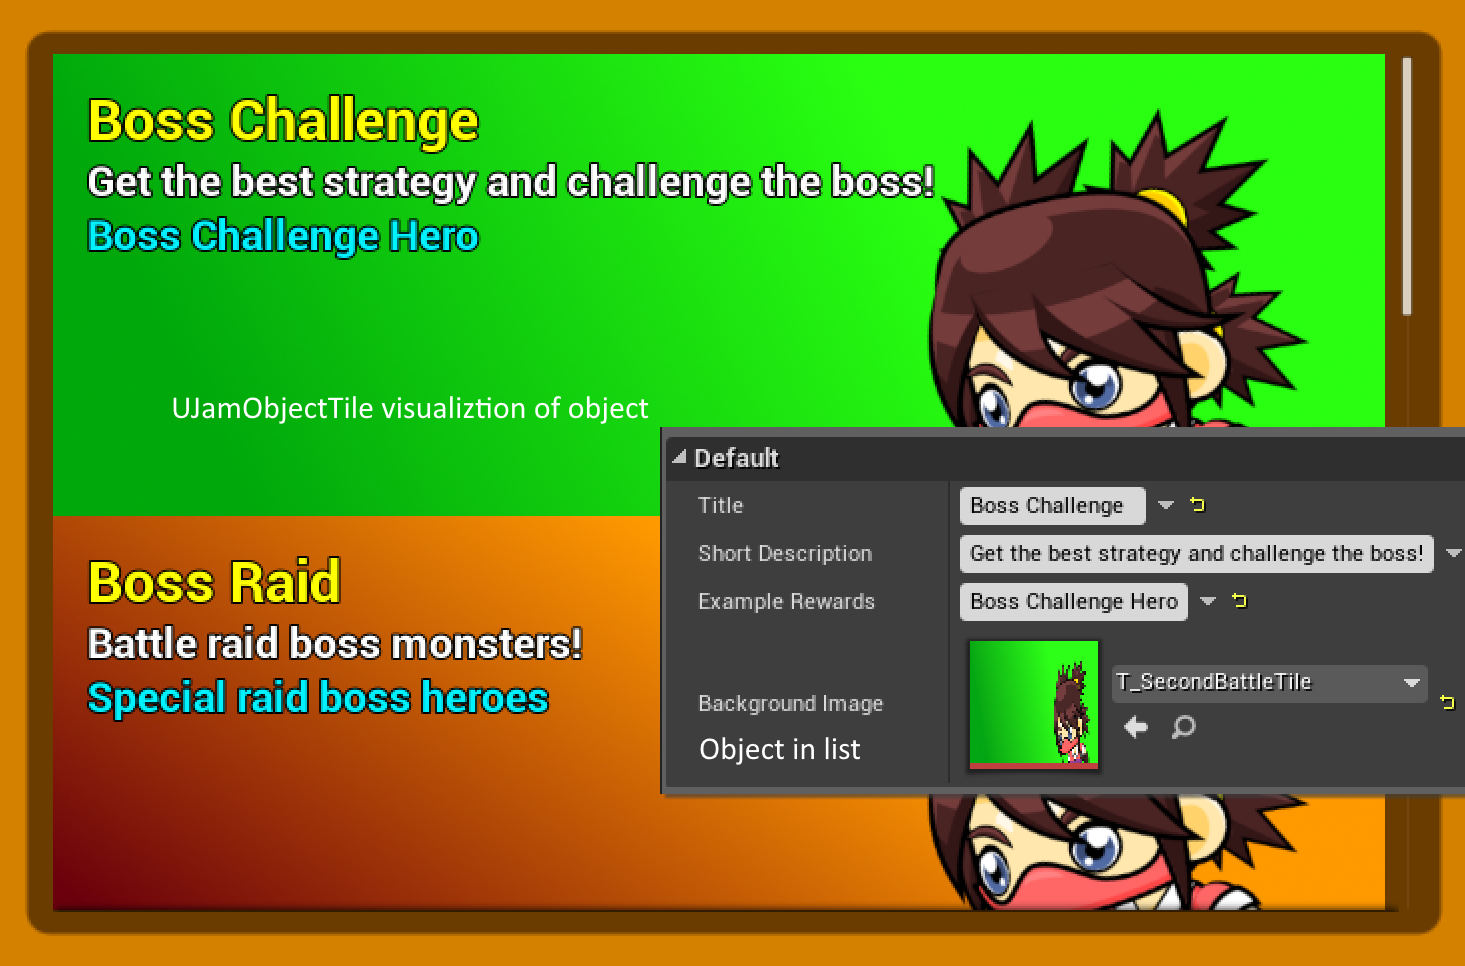 Boss Challenge
Get the best strategy and challenge the boss!
Boss Challenge Hero
UJamObjectTile visualiztion of object
Boss Raid
Battle raid boss monsters!
Special raid boss heroes
Default
Title Boss Challenge
Short Description Get the best strategy and challenge the boss!
Example Rewards Boss Challenge Hero
Background Image T_SecondBattleTile
Object in list